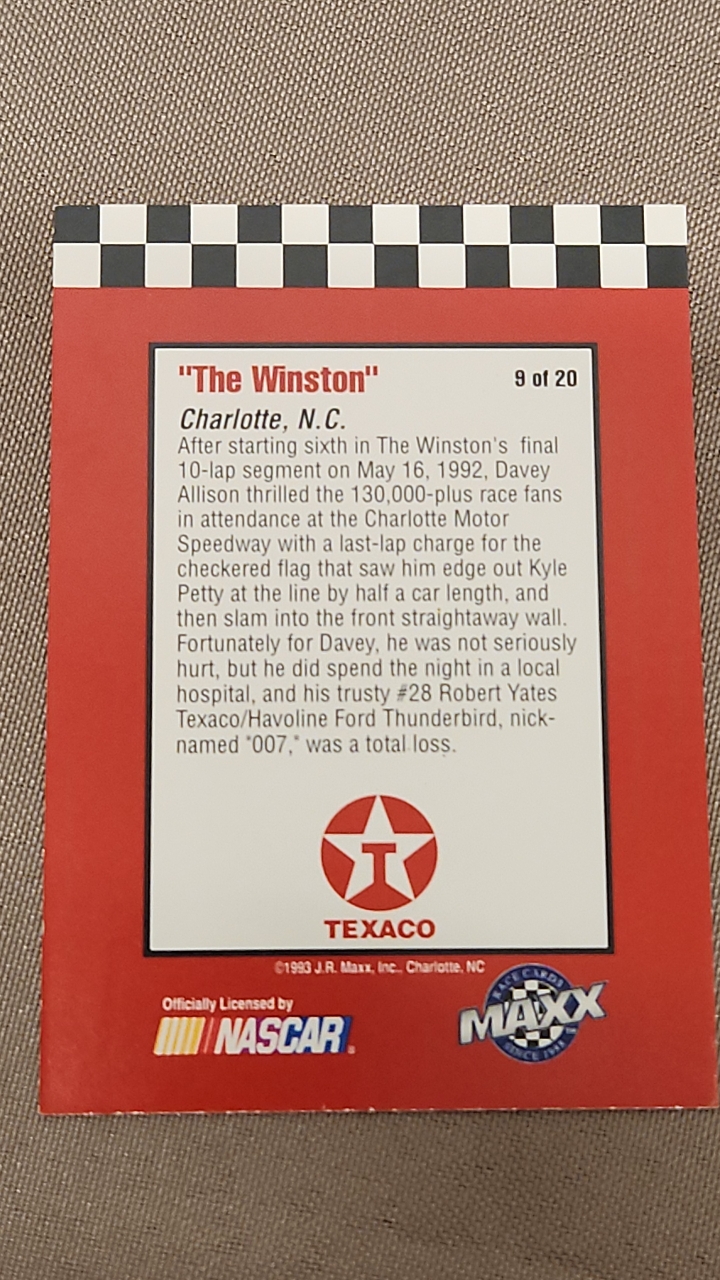 "The Winston" 9 of 20
Charlotte, N.C.
After starting sixth in The Winston's final
10-lap segment on May 16, 1992, Davey
Allison thrilled the 130,000-plus race fans
in attendance at the Charlotte Motor
Speedway with a last-lap charge for the
checkered flag that saw him edge out Kyle
Petty at the line by half a car length, and
then slam into the front straightaway wall.
Fortunately for Davey, he was not seriously
hurt, but he did spend the night in a local
hospital, and his trusty #28 Robert Yates
Texaco/Havoline Ford Thunderbird, nick-
named "007," was a total loss.
T
TEXACO
©1993 J.R. Maxx, Inc., Charlotte, NC
Officially Licensed by
NASCAR
RACE CARDS
MAXX
SINCE 1988